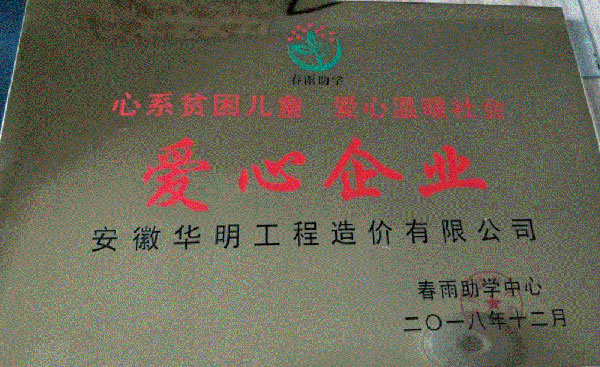 春雨助学
心系贫困儿童 爱心温暖社会
爱心企业
安徽华明工程造价有限公司
春雨助学中心
二〇一八年十二月